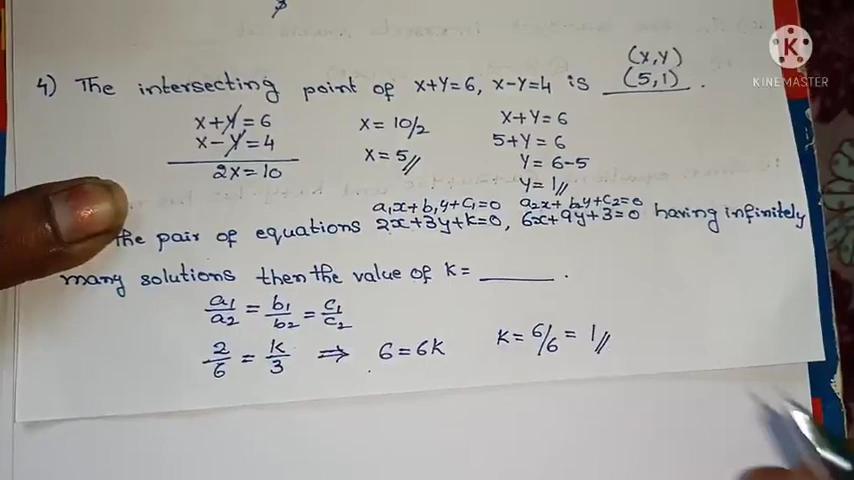 4) The intersecting point of x+y=6, x-y=4 is (5,1).
(x,y)
x+y=6
x-y=4
2x=10
x=10/2
x=5//
x+y=6
5+y=6
y=6-5
y=1//
a₁x+b₁y+c₁=0 a₂x+b₂y+c₂=0
the pair of equations 2x+3y+k=0, 6x+9y+3=0 having infinitely
many solutions then the value of k= ______.
a₁/a₂ = b₁/b₂ = c₁/c₂
2/6 = k/3 ⇒ 6=6k k=6/6=1//
K
KINEMASTER